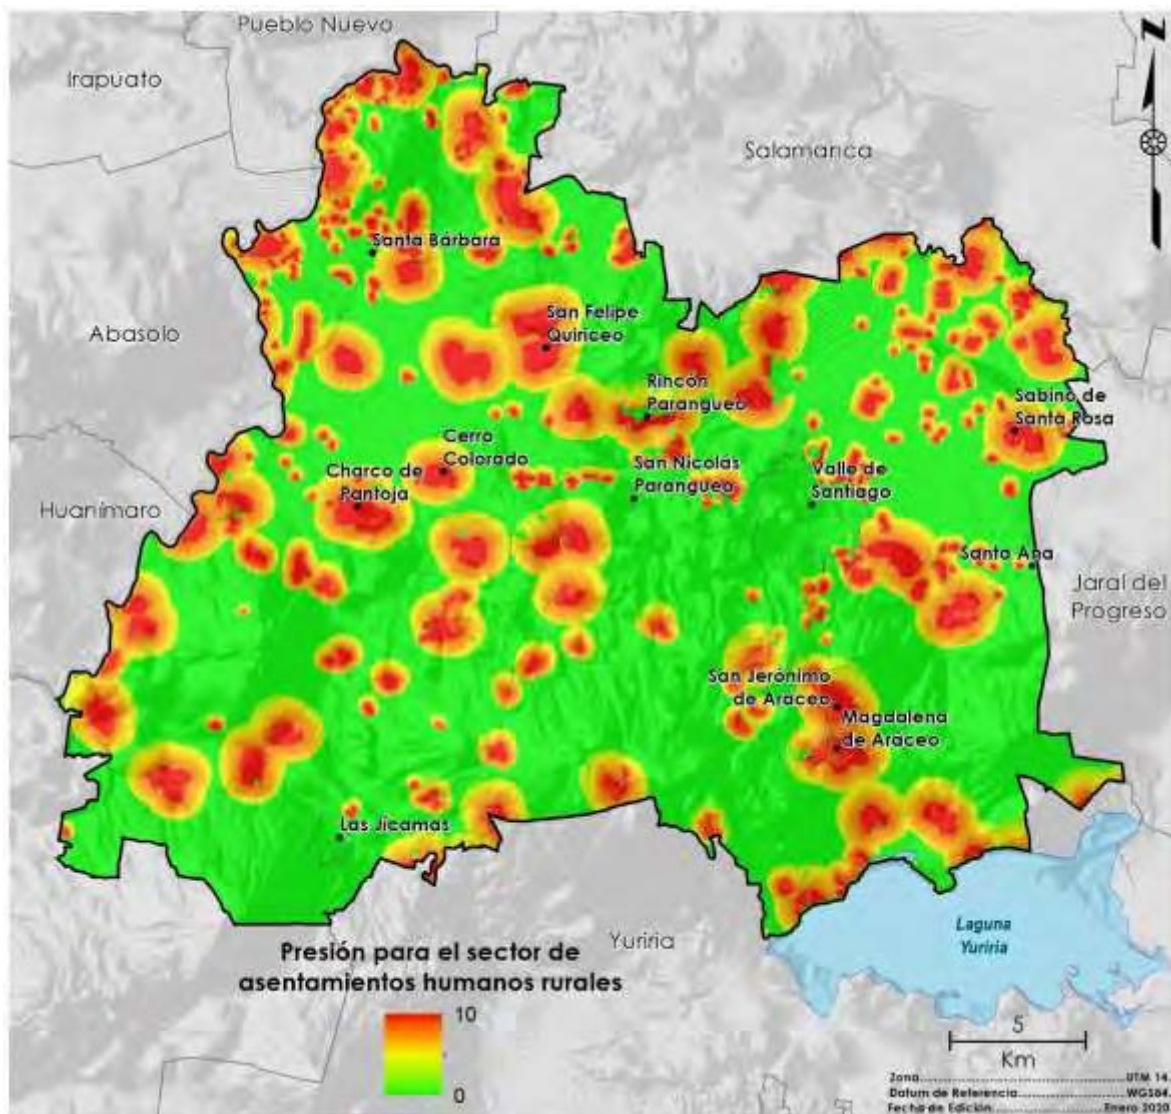 Pueblo Nuevo
Irapuato
Salamanca
Santa Bárbara
Abasolo
San Felipe
Quiriceo
Rincón
Parangueo
Sabino de
Santa Rosa
Cerro
Colorado
Charco de
Pantoja
San Nicolás
Parangueo
Valle de
Santiago
Huanímaro
Santa Ana
Jaral del
Progreso
San Jerónimo
de Araceo
Magdalena
de Araceo
Las Jícamas
Yuriria
Laguna
Yuriria
Presión para el sector de
asentamientos humanos rurales
10
0
5
Km
Zona UTM 14
Datum de Referencia WGS84
Fecha de Edición Enero 2020